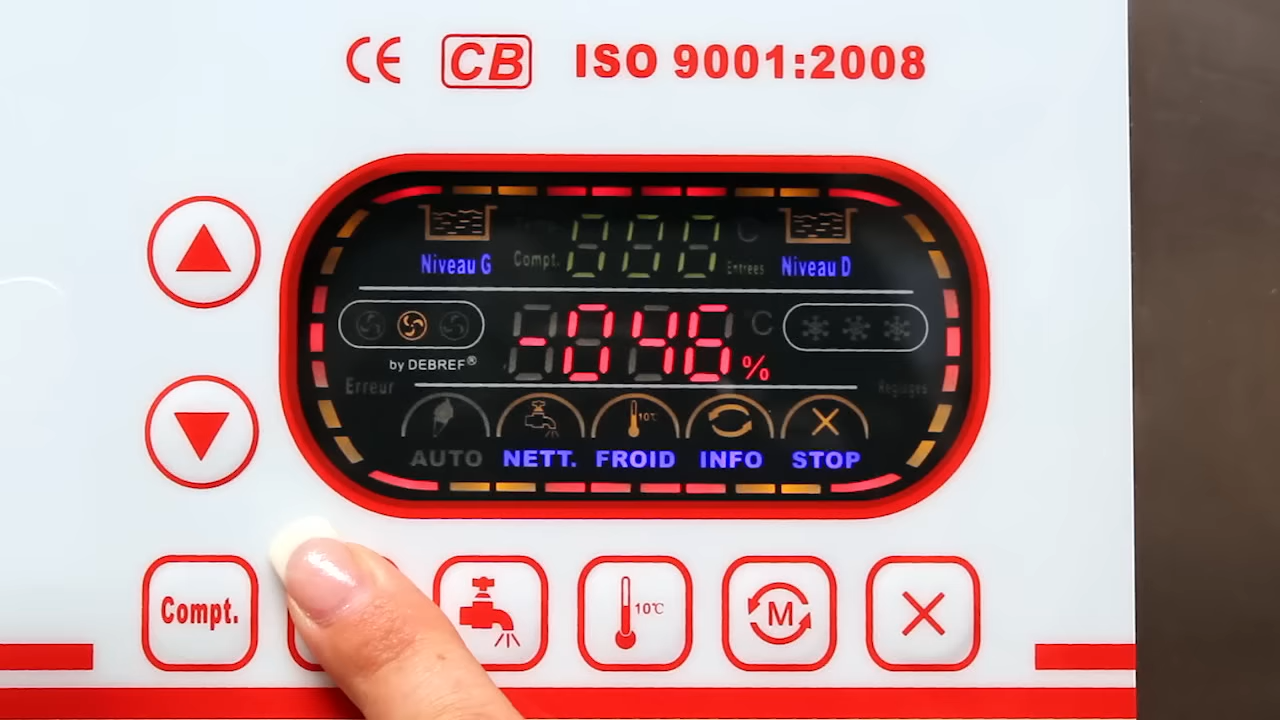 CE CB ISO 9001:2008
Niveau G
Compt.
000
C
Entrees
Niveau D
-046 %
C
by DEBREF®
Erreur
Reglages
10°C
AUTO NETT. FROID INFO STOP
Compt.
10°C
M